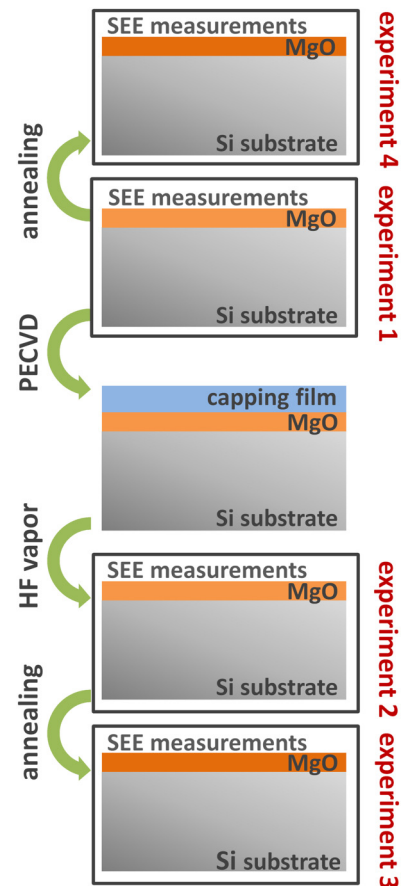 SEE measurements
MgO
Si substrate
experiment 4
annealing
SEE measurements
MgO
Si substrate
experiment 1
PECVD
capping film
MgO
Si substrate
HF vapor
SEE measurements
MgO
Si substrate
experiment 2
annealing
SEE measurements
MgO
Si substrate
experiment 3